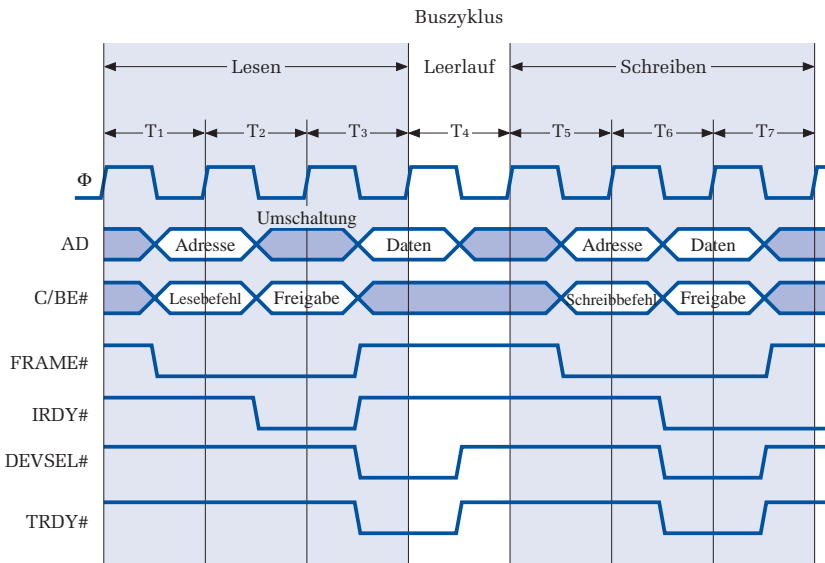 Buszyklus
Lesen Leerlauf Schreiben
T1 T2 T3 T4 T5 T6 T7
Φ
Umschaltung
AD Adresse Daten Adresse Daten
C/BE# Lesebefehl Freigabe Schreibbefehl Freigabe
FRAME#
IRDY#
DEVSEL#
TRDY#